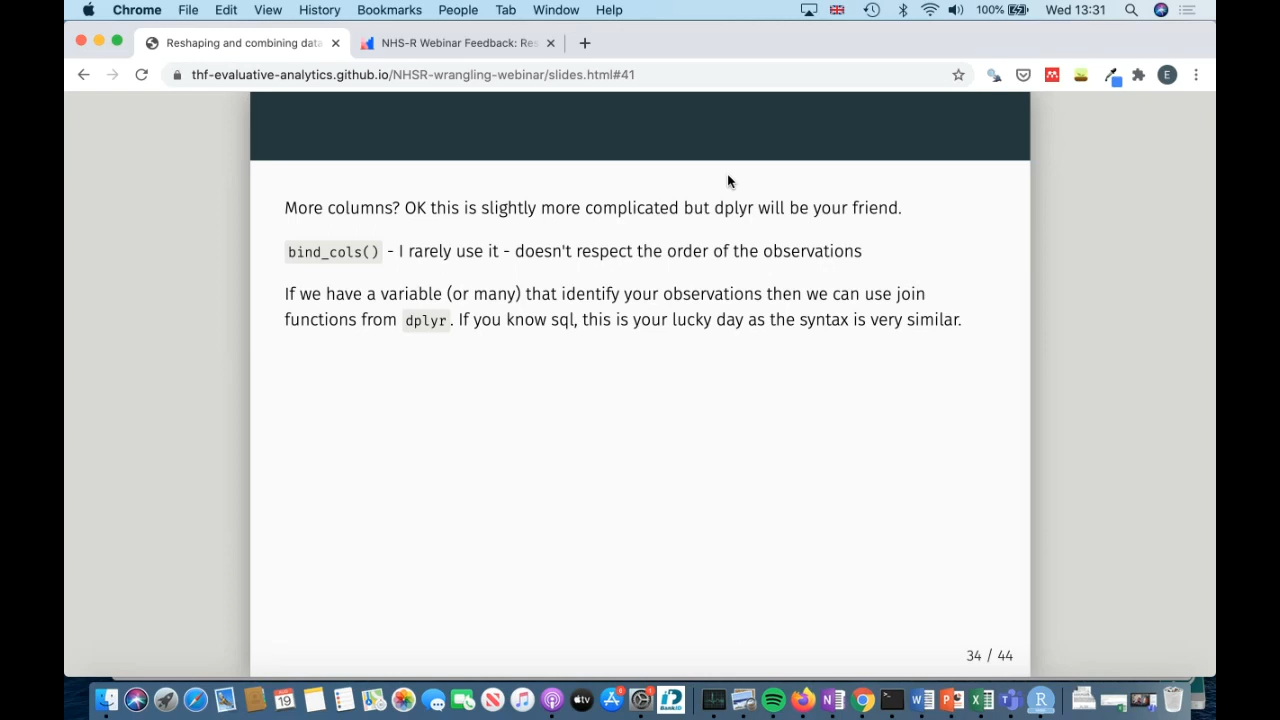 Chrome File Edit View History Bookmarks People Tab Window Help 100% Wed 13:31
Reshaping and combining data NHS-R Webinar Feedback: Res
thf-evaluative-analytics.github.io/NHSR-wrangling-webinar/slides.html#41 E
More columns? OK this is slightly more complicated but dplyr will be your friend.
bind_cols() - I rarely use it - doesn't respect the order of the observations
If we have a variable (or many) that identify your observations then we can use join
functions from dplyr. If you know sql, this is your lucky day as the syntax is very similar.
34 / 44